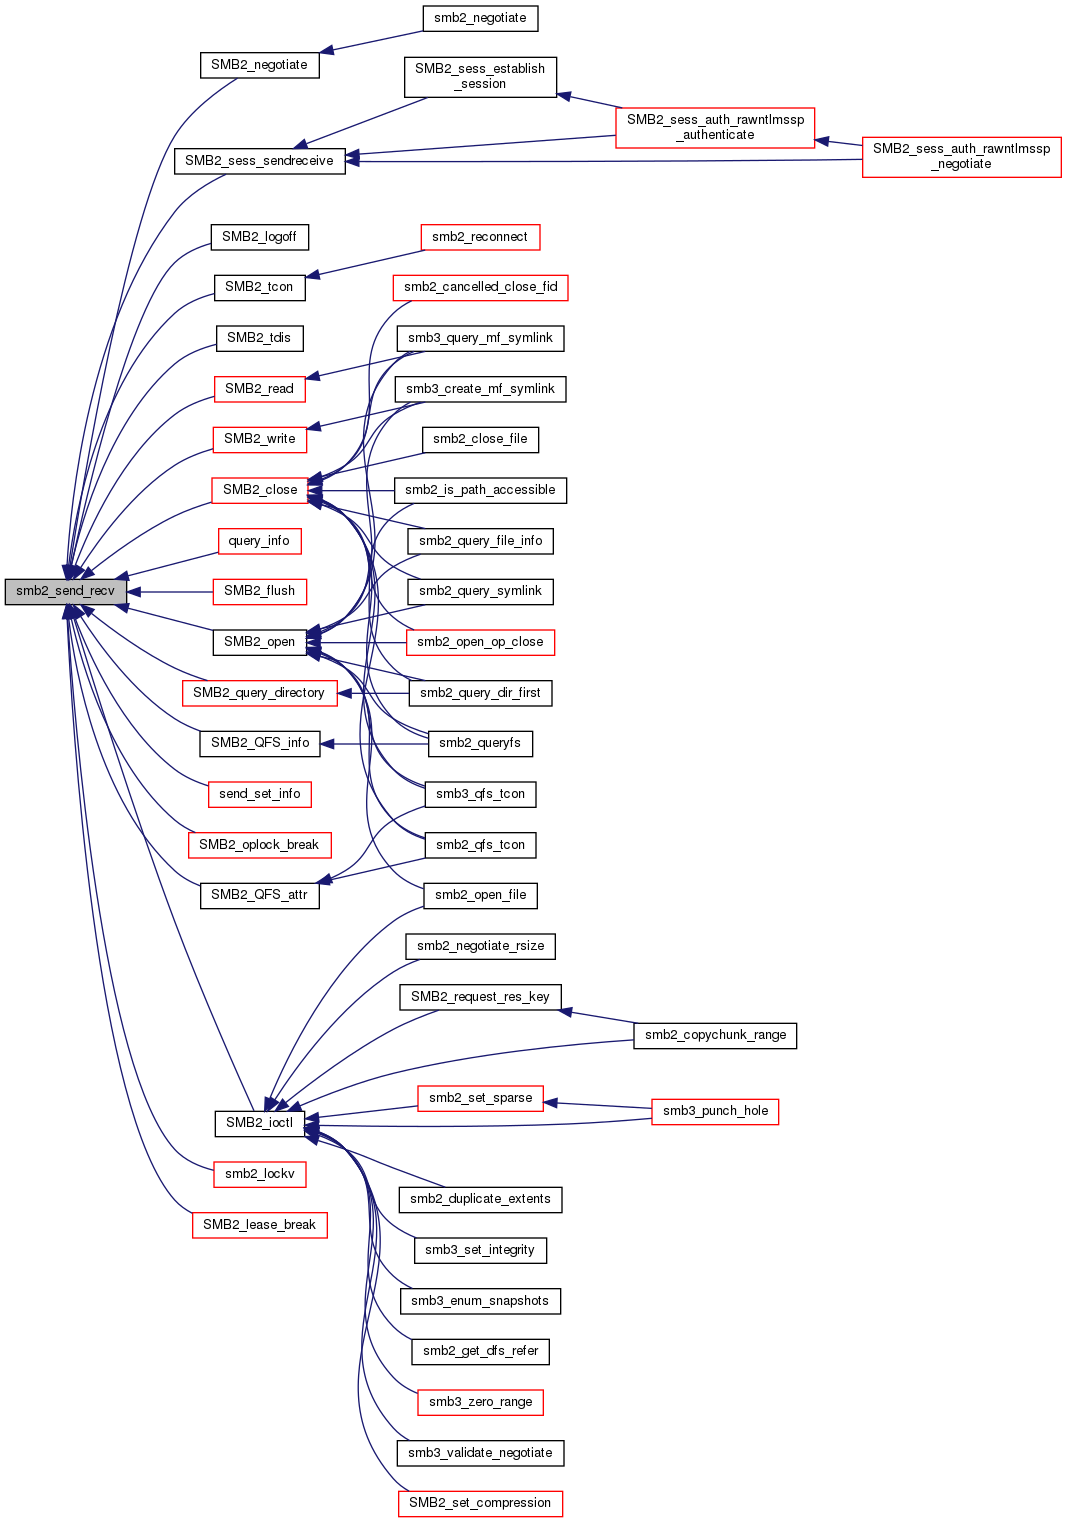 smb2_negotiate
SMB2_negotiate
SMB2_sess_establish
_session
SMB2_sess_auth_rawntlmssp
_authenticate
SMB2_sess_auth_rawntlmssp
_negotiate
SMB2_sess_sendreceive
SMB2_logoff
smb2_reconnect
SMB2_tcon
smb2_cancelled_close_fid
SMB2_tdis
smb3_query_mf_symlink
SMB2_read
smb3_create_mf_symlink
SMB2_write
smb2_close_file
SMB2_close
smb2_is_path_accessible
query_info
smb2_query_file_info
smb2_send_recv
SMB2_flush
smb2_query_symlink
SMB2_open
smb2_open_op_close
SMB2_query_directory
smb2_query_dir_first
SMB2_QFS_info
smb2_queryfs
send_set_info
smb3_qfs_tcon
SMB2_oplock_break
smb2_qfs_tcon
SMB2_QFS_attr
smb2_open_file
smb2_negotiate_rsize
SMB2_request_res_key
smb2_copychunk_range
smb2_set_sparse
smb3_punch_hole
SMB2_ioctl
smb2_lockv
smb2_duplicate_extents
SMB2_lease_break
smb3_set_integrity
smb3_enum_snapshots
smb2_get_dfs_refer
smb3_zero_range
smb3_validate_negotiate
SMB2_set_compression